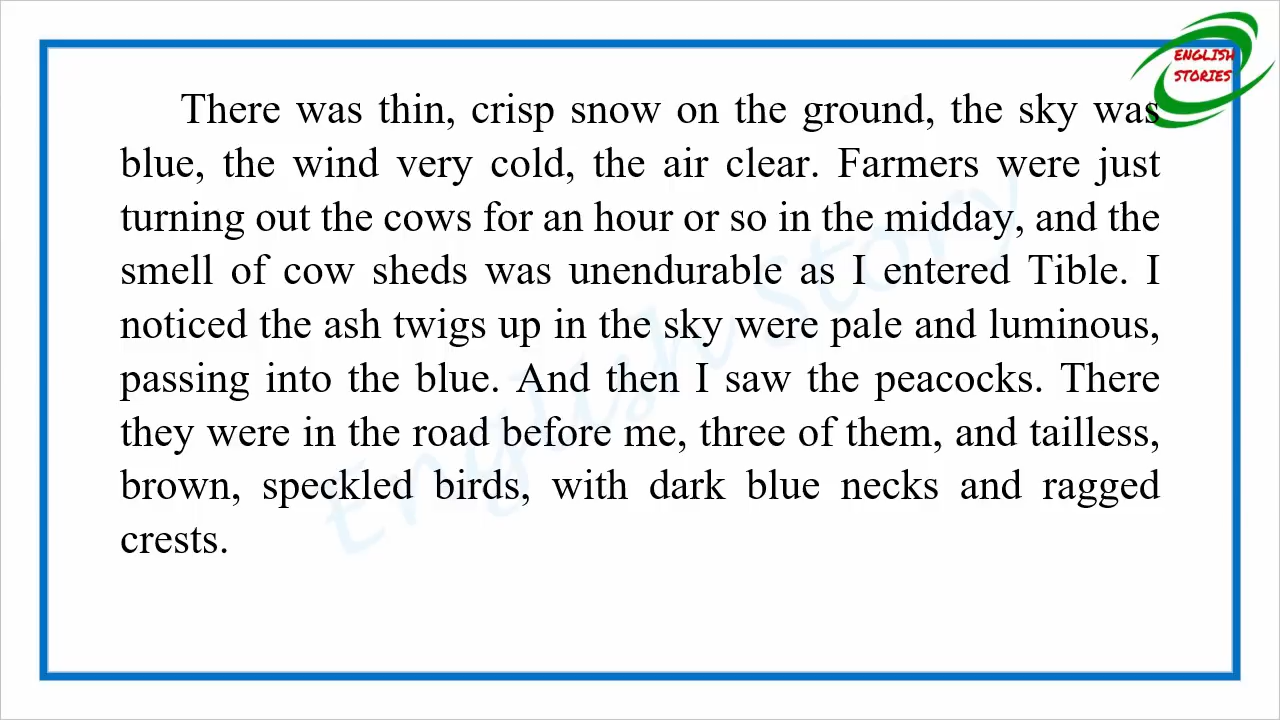 ENGLISH
STORIES
There was thin, crisp snow on the ground, the sky was
blue, the wind very cold, the air clear. Farmers were just
turning out the cows for an hour or so in the midday, and the
smell of cow sheds was unendurable as I entered Tible. I
noticed the ash twigs up in the sky were pale and luminous,
passing into the blue. And then I saw the peacocks. There
they were in the road before me, three of them, and tailless,
brown, speckled birds, with dark blue necks and ragged
crests.
English Story